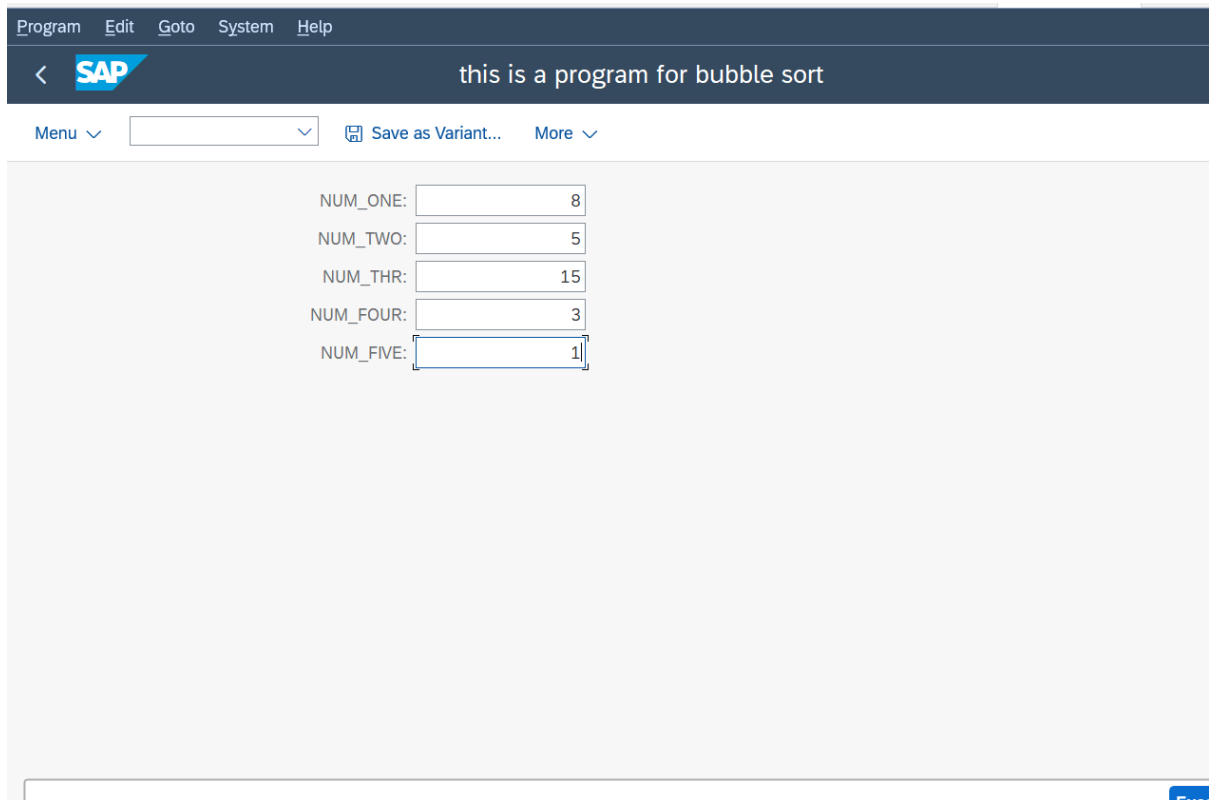 Program Edit Goto System Help
SAP this is a program for bubble sort
Menu Save as Variant... More
NUM_ONE: 8
NUM_TWO: 5
NUM_THR: 15
NUM_FOUR: 3
NUM_FIVE: 1